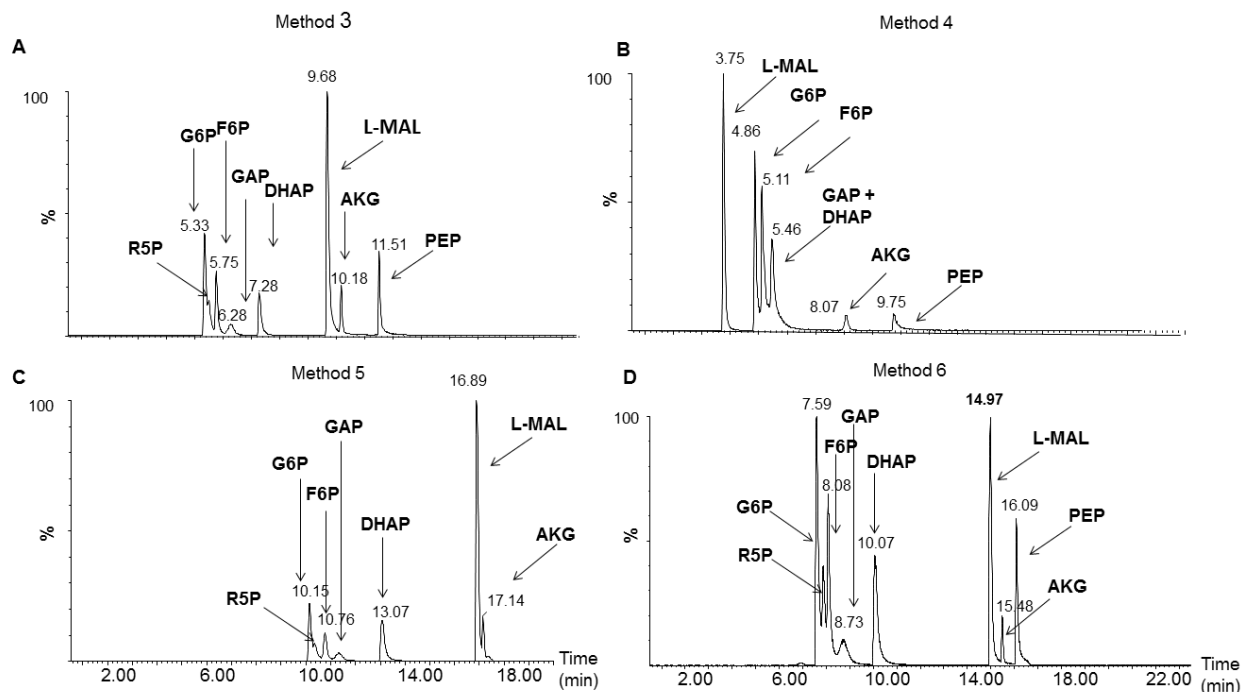 Method 3
A
100
%
9.68
G6P
F6P
L-MAL
GAP
DHAP
AKG
5.33
R5P
5.75
7.28
6.28
10.18
11.51
PEP
Method 4
B
3.75
100
L-MAL
G6P
4.86
F6P
5.11
GAP +
DHAP
%
5.46
AKG
8.07
9.75
PEP
Method 5
C
16.89
100
GAP
L-MAL
G6P
F6P
DHAP
AKG
%
R5P
10.15
10.76
13.07
17.14
2.00
6.00
10.00
14.00
18.00
Time
(min)
Method 6
D
7.59
GAP
14.97
100
F6P
DHAP
L-MAL
8.08
G6P
16.09
PEP
%
R5P
10.07
8.73
15.48
AKG
2.00
6.00
10.00
14.00
18.00
22.00
Time
(min)